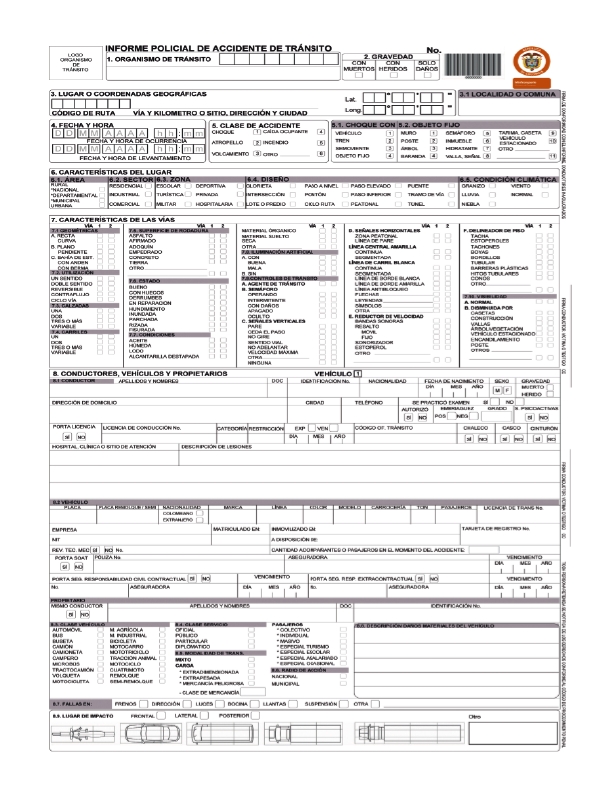 INFORME POLICIAL DE ACCIDENTE DE TRÁNSITO
No.
LOGO
ORGANISMO
DE
TRÁNSITO
1. ORGANISMO DE TRÁNSITO
2. GRAVEDAD
CON MUERTOS CON HERIDOS SOLO DAÑOS
3. LUGAR O COORDENADAS GEOGRÁFICAS
Lat.
Long.
3.1 LOCALIDAD O COMUNA
CÓDIGO DE RUTA VÍA Y KILOMETRO O SITIO, DIRECCIÓN Y CIUDAD
4. FECHA Y HORA
D D M M A A A A h h : m m
FECHA Y HORA DE OCURRENCIA
D D M M A A A A h h : m m
FECHA Y HORA DE LEVANTAMIENTO
5. CLASE DE ACCIDENTE
CHOQUE 1 CAÍDA OCUPANTE 4
ATROPELLO 2 INCENDIO 5
VOLCAMIENTO 3 OTRO 6
5.1. CHOQUE CON 5.2. OBJETO FIJO
VEHÍCULO 1 MURO 1 SEMÁFORO 5 TARIMA, CASETA 9
TREN 2 POSTE 2 INMUEBLE 6 VEHÍCULO ESTACIONADO 10
SEMOVIENTE 3 ÁRBOL 3 HIDRATANTE 7 OTRO
OBJETO FIJO 4 BARANDA 4 VALLA, SEÑAL 8 11
6. CARACTERÍSTICAS DEL LUGAR
6.1. ÁREA 6.2. SECTOR 6.3. ZONA 6.4. DISEÑO 6.5. CONDICIÓN CLIMÁTICA
RURAL
*NACIONAL
*DEPARTAMENTAL
*MUNICIPAL
URBANA
RESIDENCIAL ESCOLAR DEPORTIVA GLORIETA PASO A NIVEL PASO ELEVADO PUENTE GRANIZO VIENTO
INDUSTRIAL TURÍSTICA PRIVADA INTERSECCIÓN PONTÓN PASO INFERIOR TRAMO DE VÍA LLUVIA NORMAL
COMERCIAL MILITAR HOSPITALARIA LOTE O PREDIO CICLO RUTA PEATONAL TUNEL NIEBLA
7. CARACTERÍSTICAS DE LAS VÍAS
VÍA 1 2
7.1 GEOMÉTRICAS
A. RECTA
CURVA
B. PLANO
PENDIENTE
C. BAHÍA DE EST.
CON ANDEN
CON BERMA
7.2. UTILIZACIÓN
UN SENTIDO
DOBLE SENTIDO
REVERSIBLE
CONTRAFLUJO
CICLO VÍA
7.3. CALZADAS
UNA
DOS
TRES O MÁS
VARIABLE
7.4. CARRILES
UN
DOS
TRES O MÁS
VARIABLE
VÍA 1 2
7.5. SUPERFICIE DE RODADURA
ASFALTO
AFIRMADO
ADOQUIN
EMPEDRADO
CONCRETO
TIERRA
OTRO
7.6. ESTADO
BUENO
CON HUECOS
DERRUMBES
EN REPARACIÓN
HUNDIMIENTO
INUNDADA
PARCHADA
RIZADA
FISURADA
7.7. CONDICIONES
ACEITE
HÚMEDA
LODO
ALCANTARILLA DESTAPADA
VÍA 1 2
MATERIAL ÓRGANICO
MATERIAL SUELTO
SECA
OTRA
7.8. ILUMINACIÓN ARTIFICIAL
A. CON
BUENA
MALA
B. SIN
7.9. CONTROLES DE TRÁNSITO
A. AGENTE DE TRÁNSITO
B. SEMÁFORO
OPERANDO
INTERMITENTE
CON DAÑOS
APAGADO
OCULTO
C. SEÑALES VERTICALES
PARE
CEDA EL PASO
NO GIRE
SENTIDO VIAL
NO ADELANTAR
VELOCIDAD MÁXIMA
OTRA
NINGUNA
VÍA 1 2
D. SEÑALES HORIZONTALES
ZONA PEATONAL
LÍNEA DE PARE
LÍNEA CENTRAL AMARILLA
CONTINUA
SEGMENTADA
LÍNEA DE CARRIL BLANCA
CONTINUA
SEGMENTADA
LÍNEA DE BORDE BLANCA
LÍNEA DE BORDE AMARILLA
LÍNEA ANTIBLOQUEO
FLECHAS
LEYENDAS
SÍMBOLOS
OTRA
E. REDUCTOR DE VELOCIDAD
BANDAS SONORAS
RESALTO
MÓVIL
FIJO
SONORIZADOR
ESTOPEROL
OTRO
VÍA 1 2
F. DELINEADOR DE PISO
TACHA
ESTOPEROLES
TACHONES
BOYAS
BORDILLOS
TUBULAR
BARRERAS PLÁSTICAS
HITOS TUBULARES
CONOS
OTRO
7.10. VISIBILIDAD
A. NORMAL
B. DISMINUIDA POR:
CASETAS
CONSTRUCCIÓN
VALLAS
ÁRBOL/VEGETACIÓN
VEHÍCULO ESTACIONADO
ENCANDILAMIENTO
POSTE
OTROS
8. CONDUCTORES, VEHÍCULOS Y PROPIETARIOS VEHÍCULO 1
8.1 CONDUCTOR APELLIDOS Y NOMBRES DOC IDENTIFICACIÓN No. NACIONALIDAD FECHA DE NACIMIENTO SEXO GRAVEDAD
DÍA MES AÑO M F MUERTO HERIDO
DIRECCIÓN DE DOMICILIO CIUDAD TELÉFONO SE PRACTICÓ EXAMEN SI NO
AUTORIZÓ EMBRIAGUEZ GRADO S. PSICOACTIVAS
SI NO POS NEG SI NO
PORTA LICENCIA LICENCIA DE CONDUCCIÓN No. CATEGORÍA RESTRICCIÓN EXP VEN CÓDIGO OF. TRÁNSITO CHALECO CASCO CINTURÓN
SI NO DÍA MES AÑO SI NO SI NO SI NO
HOSPITAL, CLÍNICA O SITIO DE ATENCIÓN DESCRIPCIÓN DE LESIONES
8.2 VEHÍCULO
PLACA PLACA REMOLQUE / SEMI NACIONALIDAD MARCA LÍNEA COLOR MODELO CARROCERÍA TON PASAJEROS LICENCIA DE TRANS No.
COLOMBIANO
EXTRANJERO
EMPRESA MATRICULADO EN: INMOVILIZADO EN: TARJETA DE REGISTRO No.
NIT A DISPOSICIÓN DE:
REV. TEC. MEC SI NO No. CANTIDAD ACOMPAÑANTES O PASAJEROS EN EL MOMENTO DEL ACCIDENTE
PORTA SOAT POLIZA No. ASEGURADORA VENCIMIENTO
SI NO DÍA MES AÑO
PORTA SEG. RESPONSABILIDAD CIVIL CONTRACTUAL SI NO VENCIMIENTO PORTA SEG. RESP. EXTRACONTRACTUAL SI NO VENCIMIENTO
No. ASEGURADORA DÍA MES AÑO No. ASEGURADORA DÍA MES AÑO
PROPIETARIO
MISMO CONDUCTOR APELLIDOS Y NOMBRES DOC IDENTIFICACIÓN No.
SI NO
8.3. CLASE VEHÍCULO
AUTOMÓVIL M. AGRÍCOLA
BUS M. INDUSTRIAL
BUSETA BICICLETA
CAMIÓN MOTOCARRO
CAMIONETA MOTOTRICICLO
CAMPERO TRACCIÓN ANIMAL
MICROBUS MOTOCICLO
TRACTOCAMIÓN CUATRIMOTO
VOLQUETA REMOLQUE
MOTOCICLETA SEMI-REMOLQUE
8.4. CLASE SERVICIO
OFICIAL
PÚBLICO
PARTICULAR
DIPLOMÁTICO
8.5. MODALIDAD DE TRANS.
MIXTO
CARGA
* EXTRADIMENSIONADA
* EXTRAPESADA
* MERCANCIA PELIGROSA
- CLASE DE MERCANCÍA
PASAJEROS
* COLECTIVO
* INDIVIDUAL
* MASIVO
* ESPECIAL TURISMO
* ESPECIAL ESCOLAR
* ESPECIAL ASALARIADO
* ESPECIAL OCASIONAL
8.6. RADIO DE ACCIÓN
NACIONAL
MUNICIPAL
8.8. DESCRIPCIÓN DAÑOS MATERIALES DEL VEHÍCULO
8.7. FALLAS EN: FRENOS DIRECCIÓN LUCES BOCINA LLANTAS SUSPENSIÓN OTRA
8.9. LUGAR DE IMPACTO FRONTAL LATERAL POSTERIOR
Otro